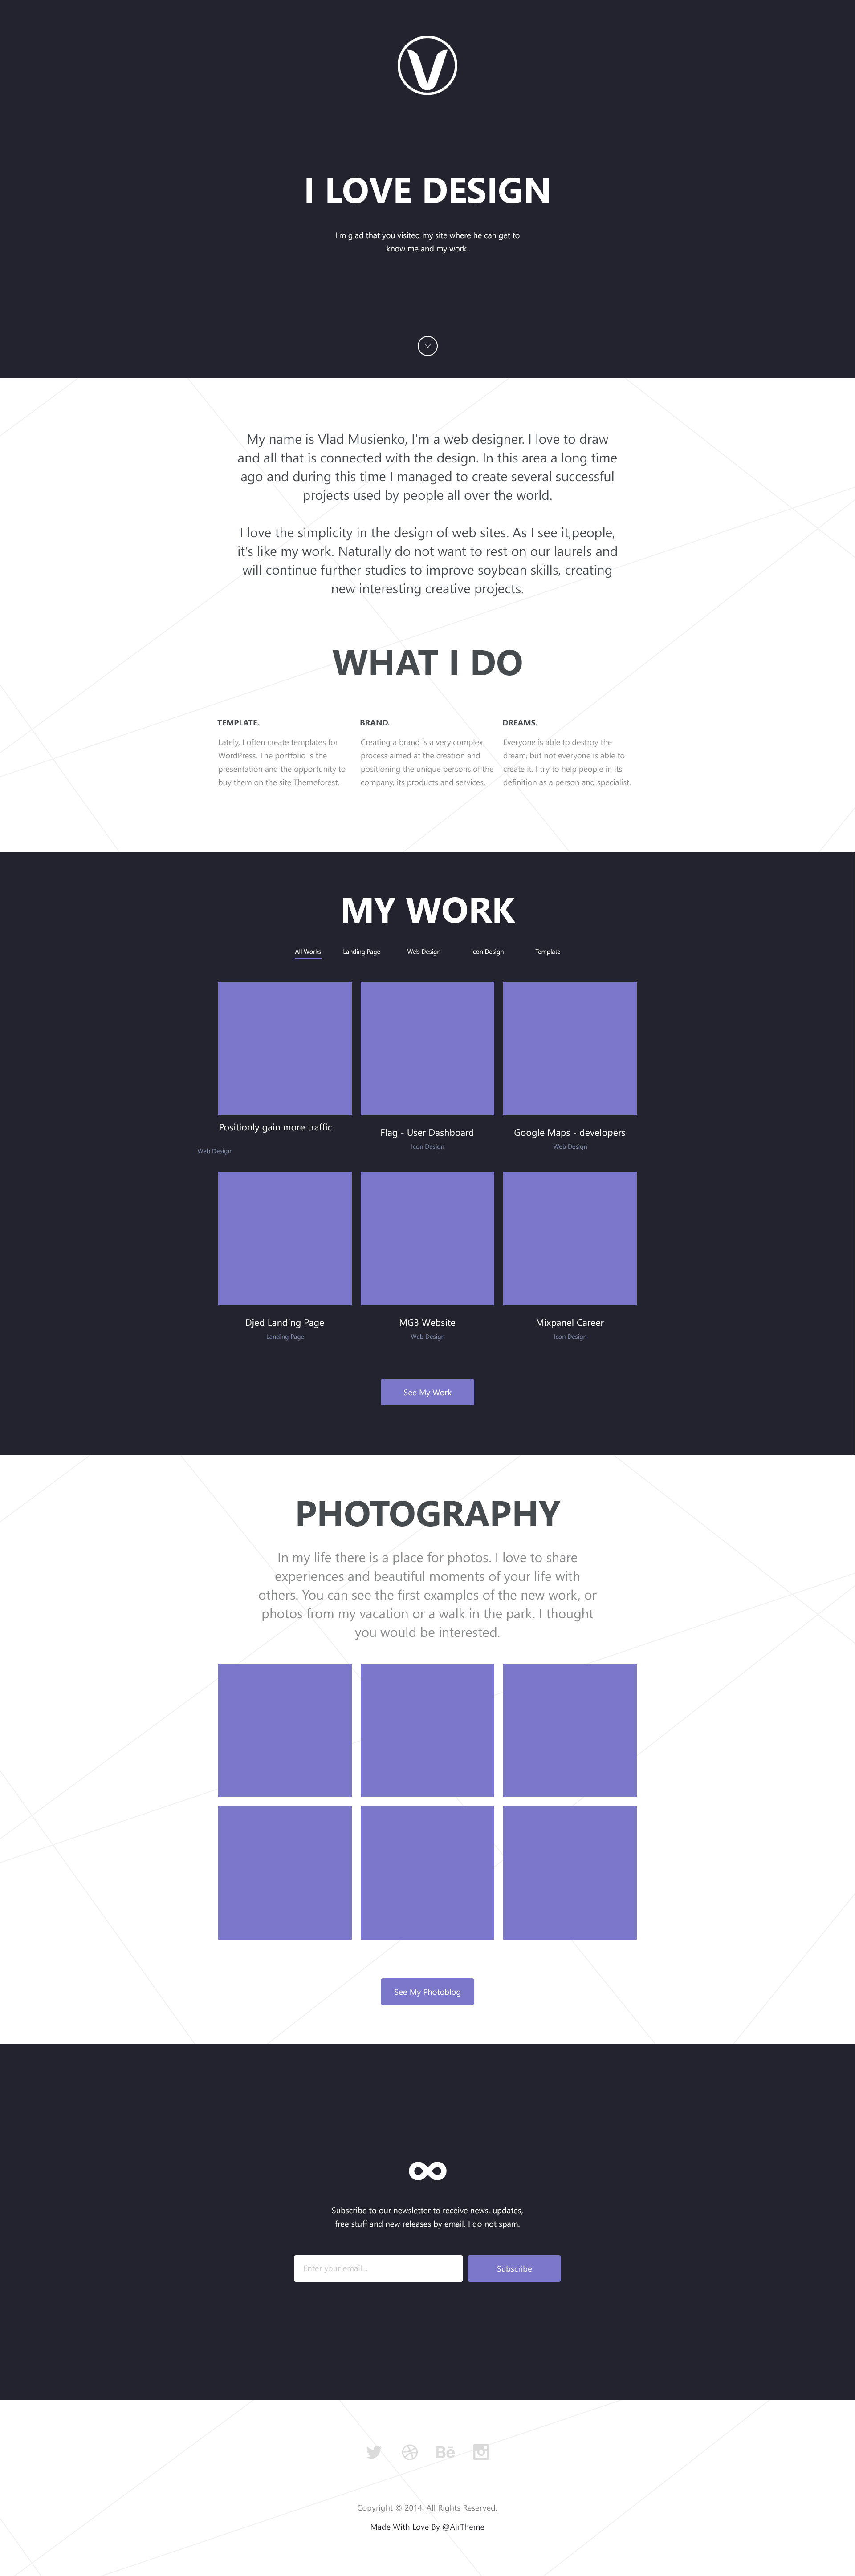 V
I LOVE DESIGN
I'm glad that you visited my site where he can get to
know me and my work.
My name is Vlad Musienko, I'm a web designer. I love to draw
and all that is connected with the design. In this area a long time
ago and during this time I managed to create several successful
projects used by people all over the world.
I love the simplicity in the design of web sites. As I see it,people,
it's like my work. Naturally do not want to rest on our laurels and
will continue further studies to improve soybean skills, creating
new interesting creative projects.
WHAT I DO
TEMPLATE.
Lately, I often create templates for
WordPress. The portfolio is the
presentation and the opportunity to
buy them on the site Themeforest.
BRAND.
Creating a brand is a very complex
process aimed at the creation and
positioning the unique persons of the
company, its products and services.
DREAMS.
Everyone is able to destroy the
dream, but not everyone is able to
create it. I try to help people in its
definition as a person and specialist.
MY WORK
All Works Landing Page Web Design Icon Design Template
Positionly gain more traffic
Web Design
Flag - User Dashboard
Icon Design
Google Maps - developers
Web Design
Djed Landing Page
Landing Page
MG3 Website
Web Design
Mixpanel Career
Icon Design
See My Work
PHOTOGRAPHY
In my life there is a place for photos. I love to share
experiences and beautiful moments of your life with
others. You can see the first examples of the new work, or
photos from my vacation or a walk in the park. I thought
you would be interested.
See My Photoblog
Subscribe to our newsletter to receive news, updates,
free stuff and new releases by email. I do not spam.
Enter your email... Subscribe
Bē
Copyright © 2014. All Rights Reserved.
Made With Love By @AirTheme